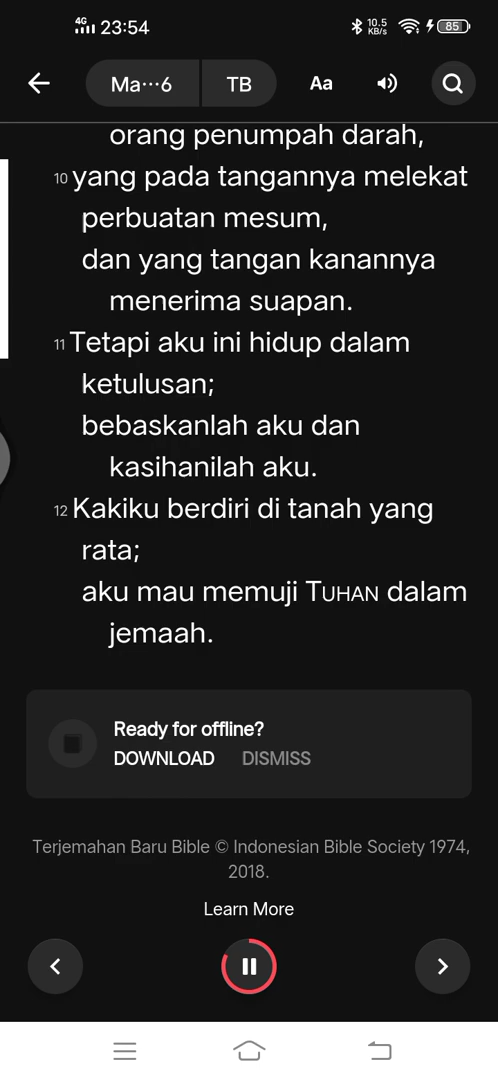 4G 23:54 10.5 KB/s 85
Ma···6 TB Aa
orang penumpah darah,
10 yang pada tangannya melekat
perbuatan mesum,
dan yang tangan kanannya
menerima suapan.
11 Tetapi aku ini hidup dalam
ketulusan;
bebaskanlah aku dan
kasihanilah aku.
12 Kakiku berdiri di tanah yang
rata;
aku mau memuji TUHAN dalam
jemaah.
Ready for offline?
DOWNLOAD DISMISS
Terjemahan Baru Bible © Indonesian Bible Society 1974,
2018.
Learn More